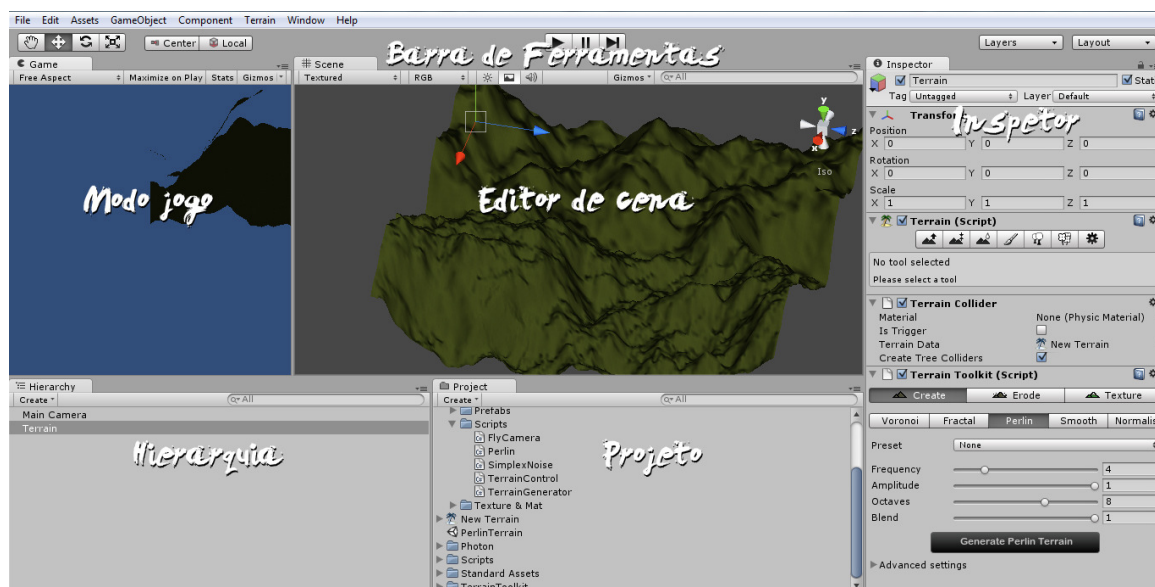 File Edit Assets GameObject Component Terrain Window Help
Center Local
Barra de Ferramentas
Layers Layout
Game
Free Aspect Maximize on Play Stats Gizmos
Modo jogo
Scene
Textured RGB Gizmos All
y
z
x
Iso
Editor de cena
Inspector
Terrain Stat
Tag Untagged Layer Default
Transfor
Inspetor
Position
X 0 Y 0 Z 0
Rotation
X 0 Y 0 Z 0
Scale
X 1 Y 1 Z 1
Terrain (Script)
No tool selected
Please select a tool
Terrain Collider
Material None (Physic Material)
Is Trigger
Terrain Data New Terrain
Create Tree Colliders
Terrain Toolkit (Script)
Create Erode Texture
Voronoi Fractal Perlin Smooth Normalis
Preset None
Frequency 4
Amplitude 1
Octaves 8
Blend 1
Generate Perlin Terrain
Advanced settings
Hierarchy
Create All
Main Camera
Terrain
Hierarquia
Project
Create All
Prefabs
Scripts
FlyCamera
Perlin
SimplexNoise
TerrainControl
TerrainGenerator
Texture & Mat
New Terrain
PerlinTerrain
Photon
Scripts
Standard Assets
TerrainToolkit
Projeto